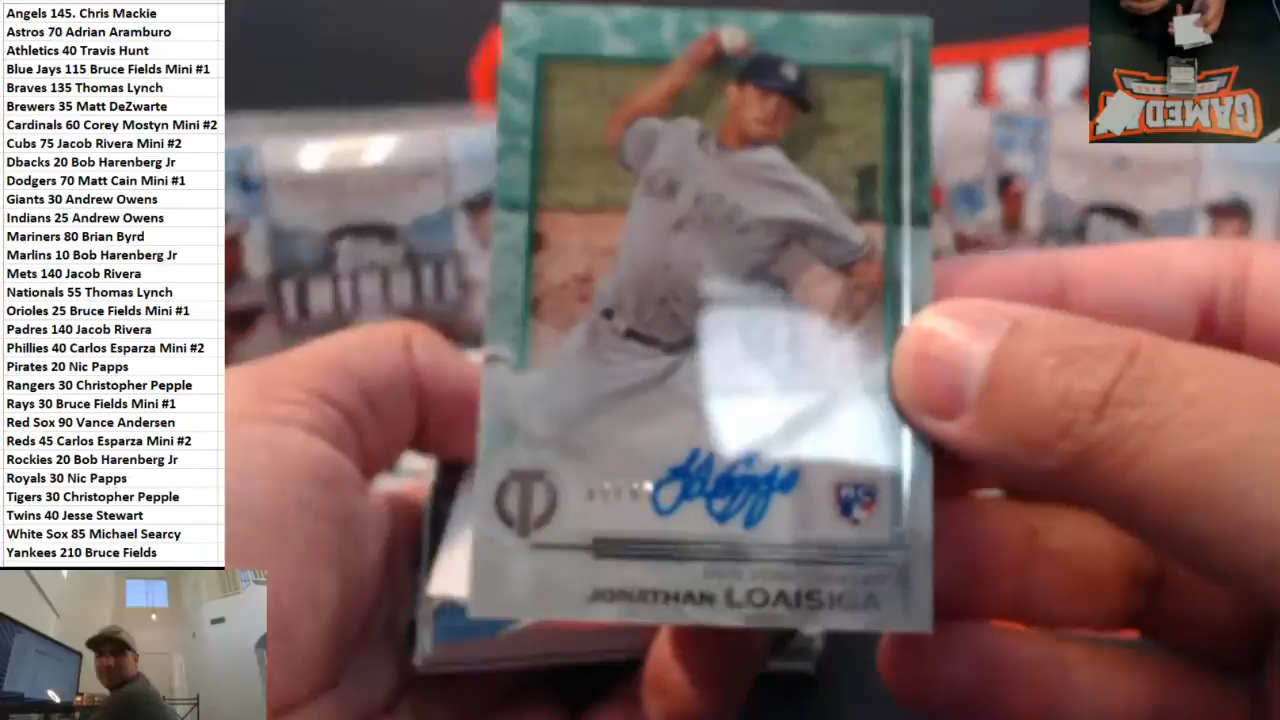 Angels 145. Chris Mackie
Astros 70 Adrian Aramburo
Athletics 40 Travis Hunt
Blue Jays 115 Bruce Fields Mini #1
Braves 135 Thomas Lynch
Brewers 35 Matt DeZwarte
Cardinals 60 Corey Mostyn Mini #2
Cubs 75 Jacob Rivera Mini #2
Dbacks 20 Bob Harenberg Jr
Dodgers 70 Matt Cain Mini #1
Giants 30 Andrew Owens
Indians 25 Andrew Owens
Mariners 80 Brian Byrd
Marlins 10 Bob Harenberg Jr
Mets 140 Jacob Rivera
Nationals 55 Thomas Lynch
Orioles 25 Bruce Fields Mini #1
Padres 140 Jacob Rivera
Phillies 40 Carlos Esparza Mini #2
Pirates 20 Nic Papps
Rangers 30 Christopher Pepple
Rays 30 Bruce Fields Mini #1
Red Sox 90 Vance Andersen
Reds 45 Carlos Esparza Mini #2
Rockies 20 Bob Harenberg Jr
Royals 30 Nic Papps
Tigers 30 Christopher Pepple
Twins 40 Jesse Stewart
White Sox 85 Michael Searcy
Yankees 210 Bruce Fields
RC
JONATHAN LOAISIGA